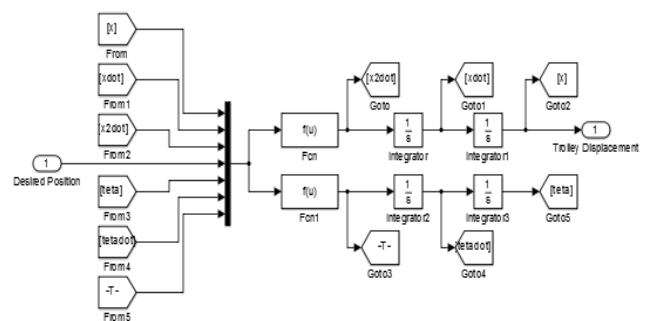 [x]
From
[xdot]
From1
[x2dot]
From2
1
Desired Position
[teta]
From3
[tetadot]
From4
-T-
From5
f(u)
Fcn
f(u)
Fcn1
[x2dot]
Goto
[xdot]
Goto1
[x]
Goto2
1
s
Integrator
1
s
Integrator1
1
Trolley Displacement
1
s
Integrator2
1
s
Integrator3
[teta]
Goto5
-T-
Goto3
[tetadot]
Goto4